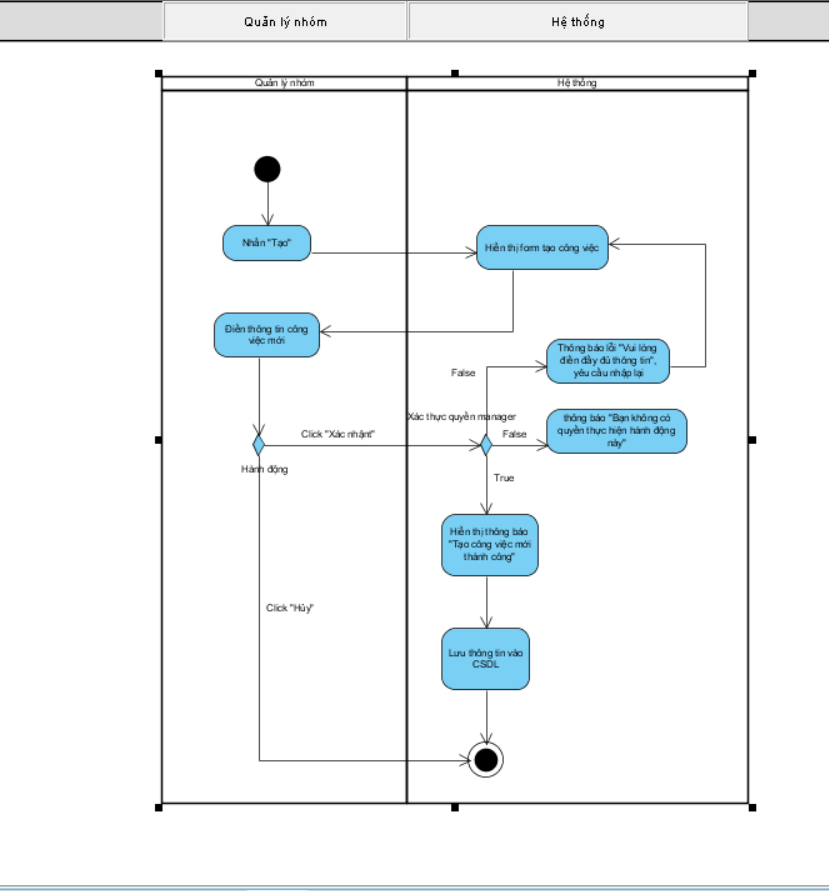 Quản lý nhóm
Hệ thống
Quản lý nhóm
Hệ thống
Nhấn "Tạo"
Hiển thị form tạo công việc
Điền thông tin công
việc mới
Thông báo lỗi "Vui lòng
điền đầy đủ thông tin",
yêu cầu nhập lại
False
Xác thực quyền manager
thông báo "Bạn không có
quyền thực hiện hành động
này"
Click "Xác nhậnt"
False
Hành động
True
Hiển thị thông báo
"Tạo công việc mới
thành công"
Click "Hủy"
Lưu thông tin vào
CSDL